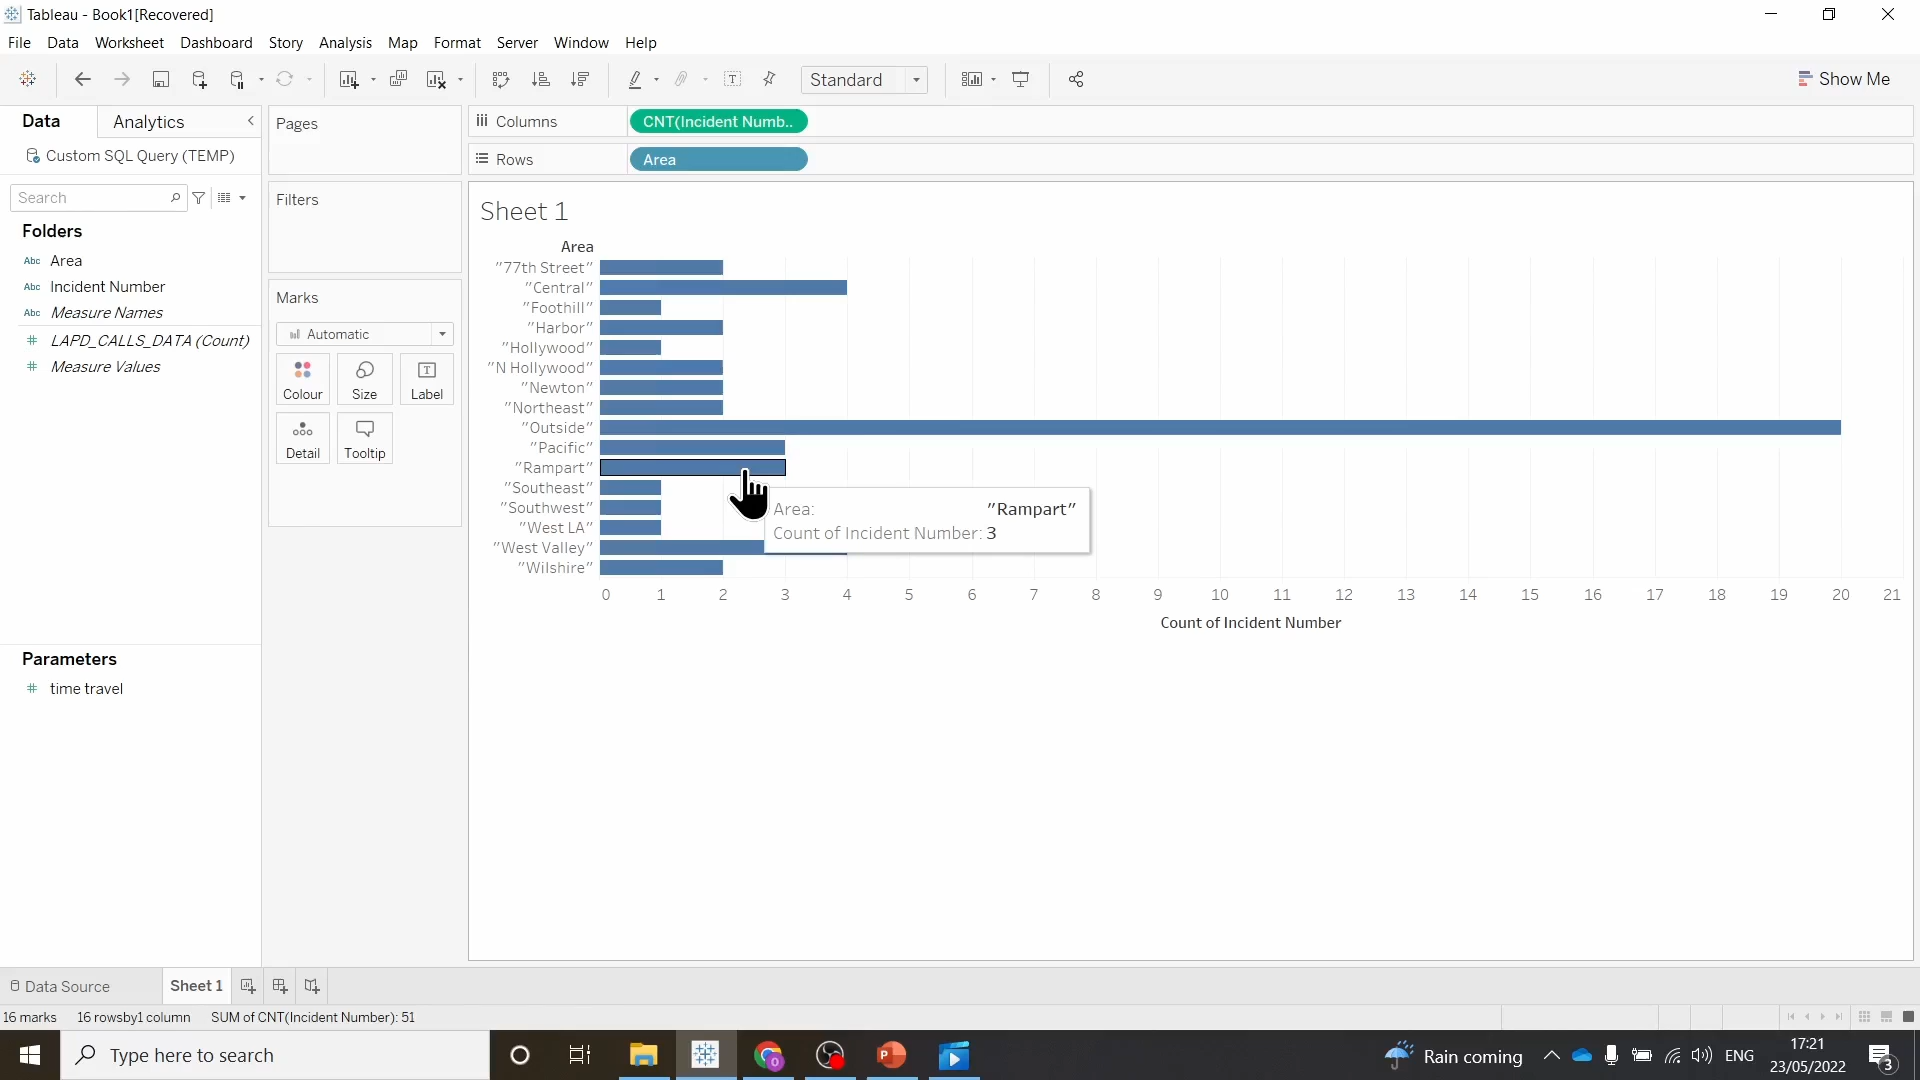 Tableau - Book1[Recovered]
File Data Worksheet Dashboard Story Analysis Map Format Server Window Help
Standard
Show Me
Data
Analytics
Custom SQL Query (TEMP)
Search
Folders
Abc Area
Abc Incident Number
Abc Measure Names
# LAPD_CALLS_DATA (Count)
# Measure Values
Parameters
# time travel
Pages
Filters
Marks
Automatic
Colour Size Label
Detail Tooltip
Columns CNT(Incident Numb..
Rows Area
Sheet 1
Area
"77th Street"
"Central"
"Foothill"
"Harbor"
"Hollywood"
"N Hollywood"
"Newton"
"Northeast"
"Outside"
"Pacific"
"Rampart"
"Southeast"
"Southwest"
"West LA"
"West Valley"
"Wilshire"
Area: "Rampart"
Count of Incident Number: 3
0 1 2 3 4 5 6 7 8 9 10 11 12 13 14 15 16 17 18 19 20 21
Count of Incident Number
Data Source Sheet 1
16 marks 16 rowsby1 column SUM of CNT(Incident Number): 51
Type here to search
Rain coming
ENG
17:21
23/05/2022
3